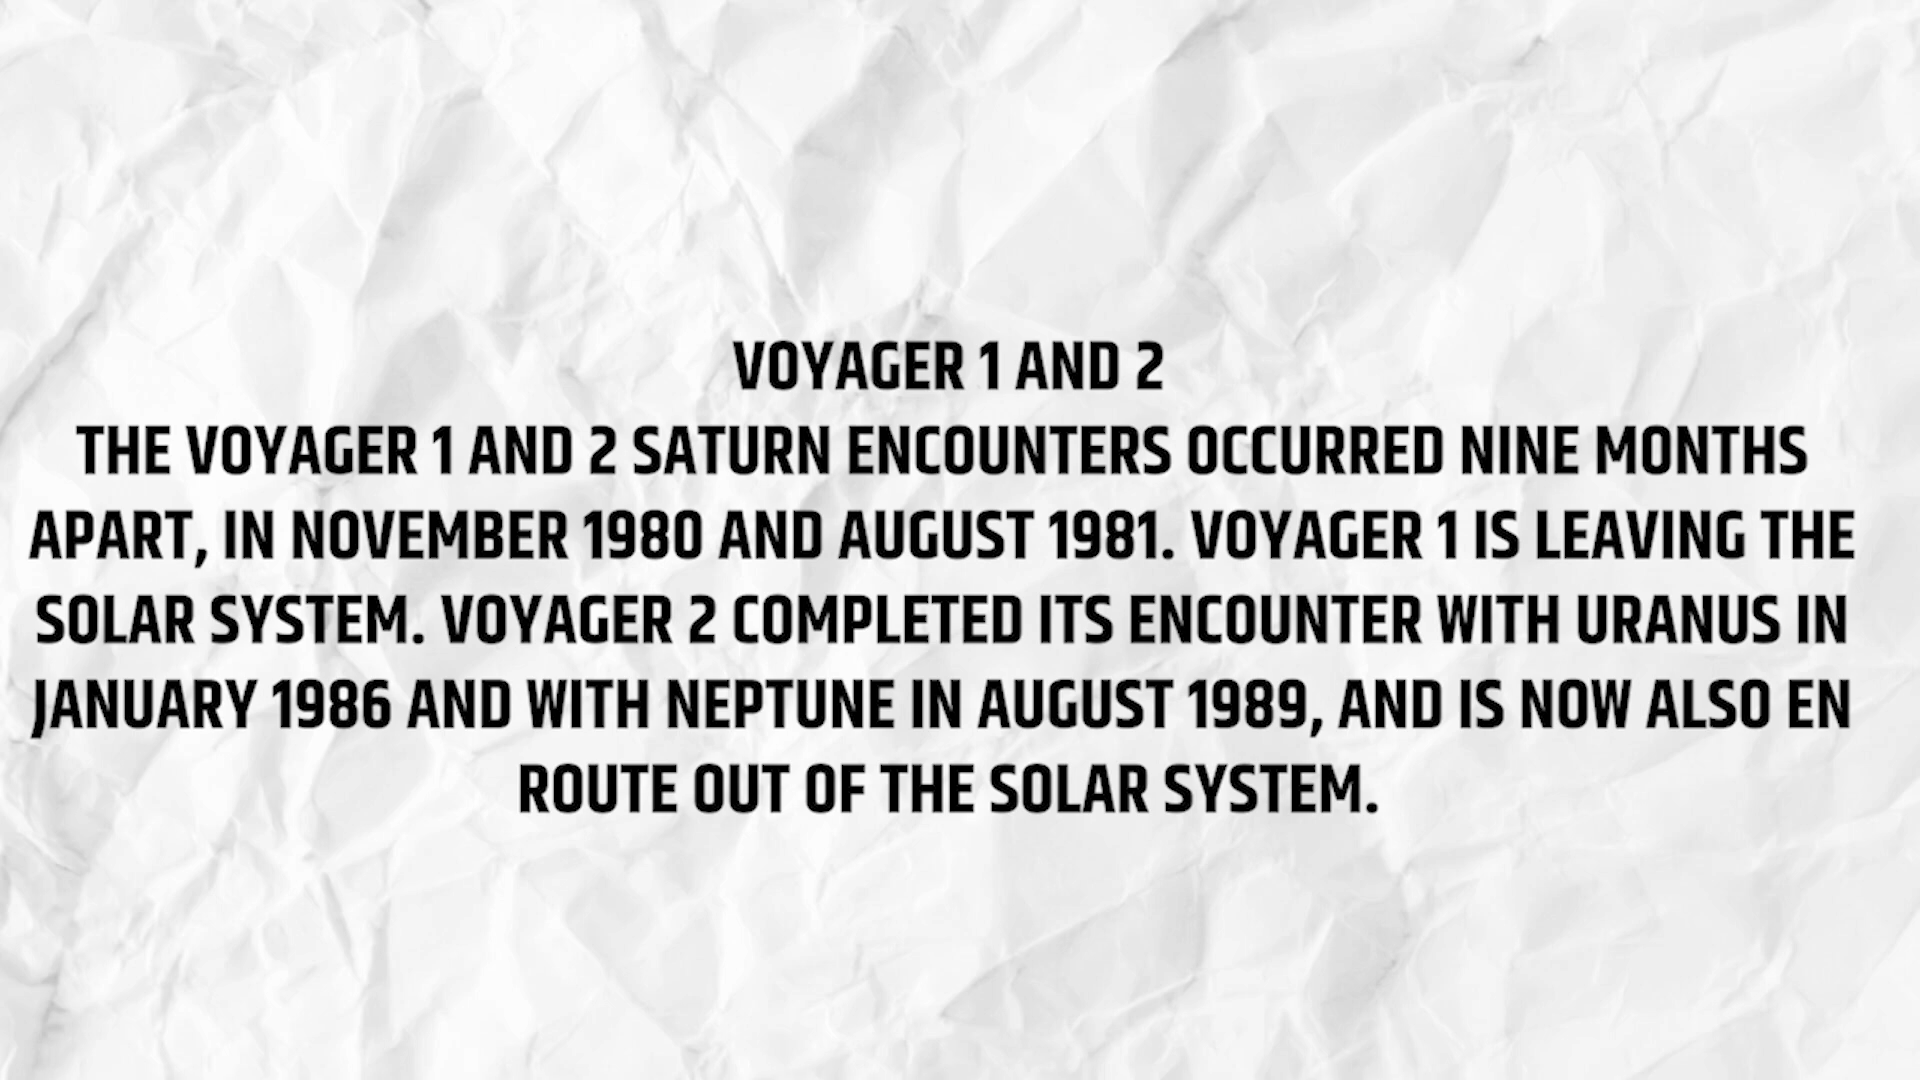 VOYAGER 1 AND 2
THE VOYAGER 1 AND 2 SATURN ENCOUNTERS OCCURRED NINE MONTHS
APART, IN NOVEMBER 1980 AND AUGUST 1981. VOYAGER 1 IS LEAVING THE
SOLAR SYSTEM. VOYAGER 2 COMPLETED ITS ENCOUNTER WITH URANUS IN
JANUARY 1986 AND WITH NEPTUNE IN AUGUST 1989, AND IS NOW ALSO EN
ROUTE OUT OF THE SOLAR SYSTEM.